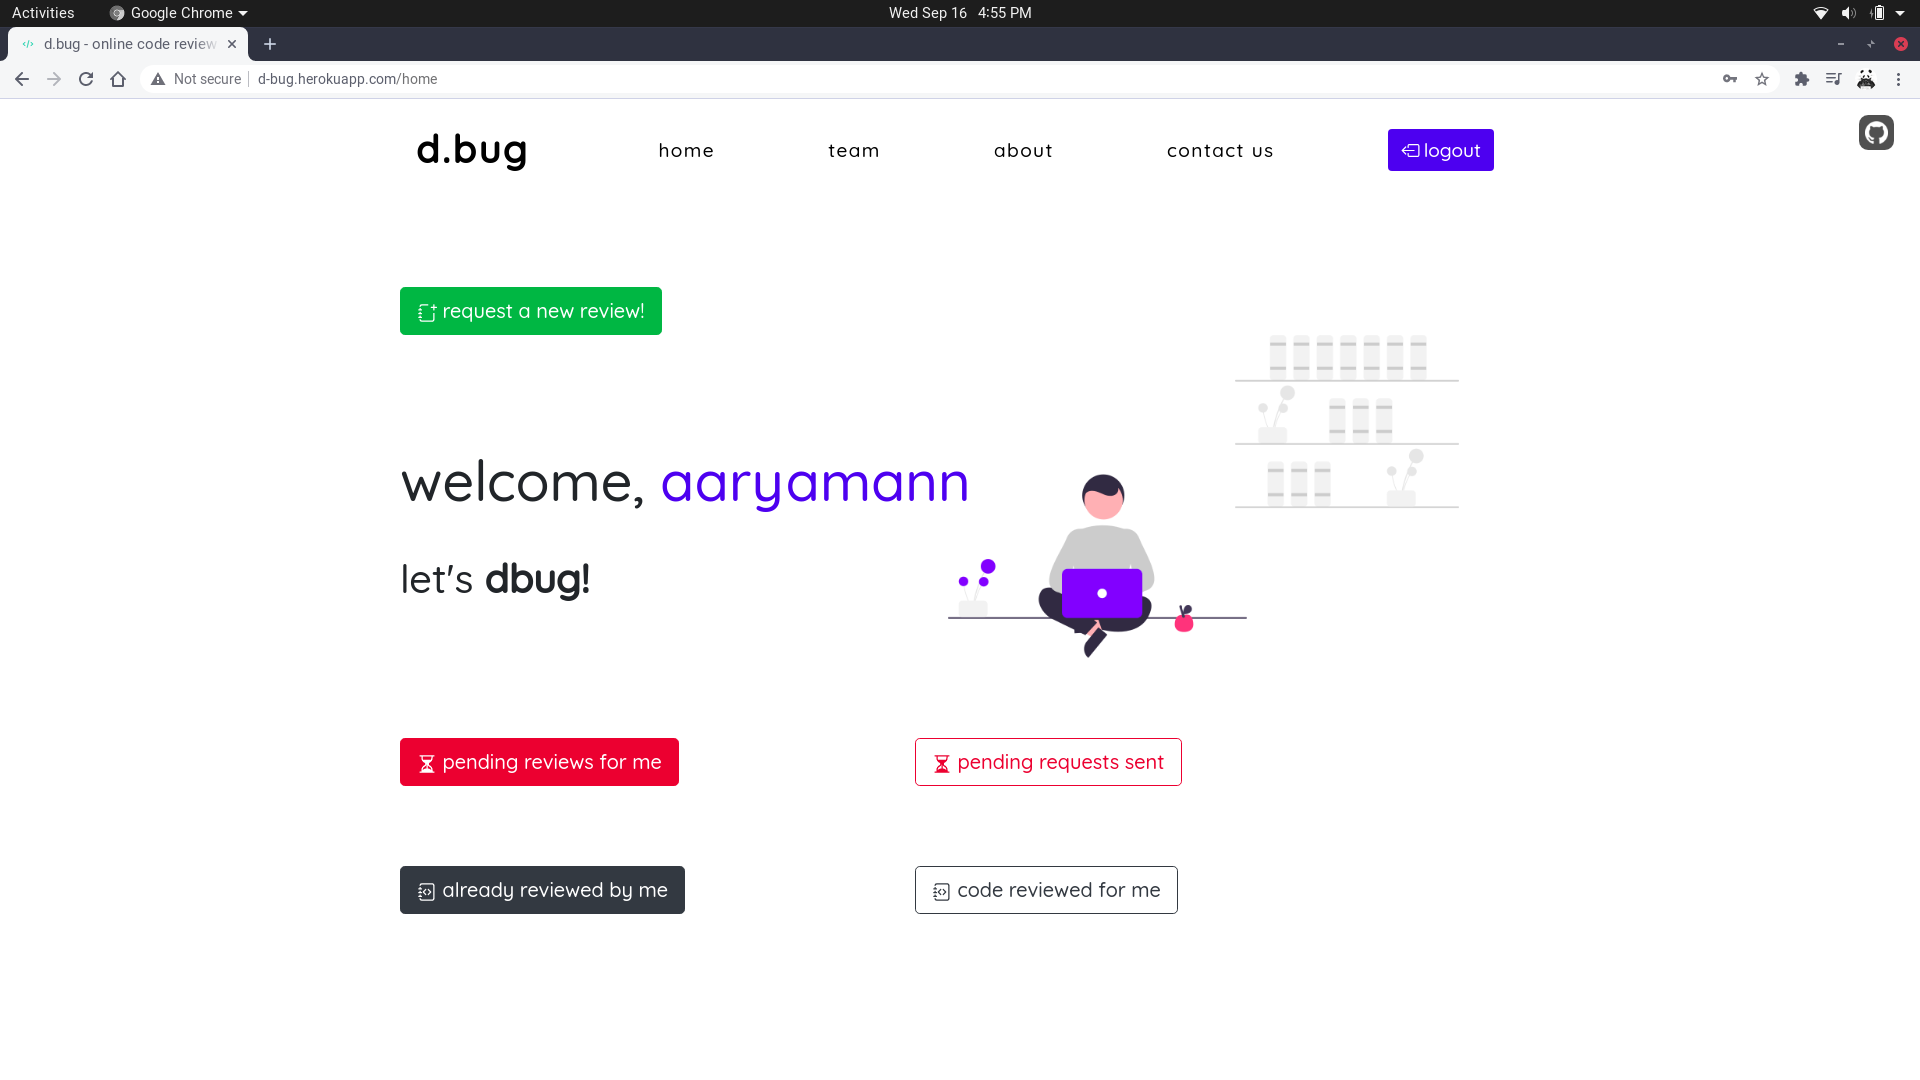 Activities Google Chrome Wed Sep 16 4:55 PM
d.bug - online code review
Not secure d-bug.herokuapp.com/home
d.bug home team about contact us logout
request a new review!
welcome, aaryamann
let's dbug!
pending reviews for me pending requests sent
already reviewed by me code reviewed for me